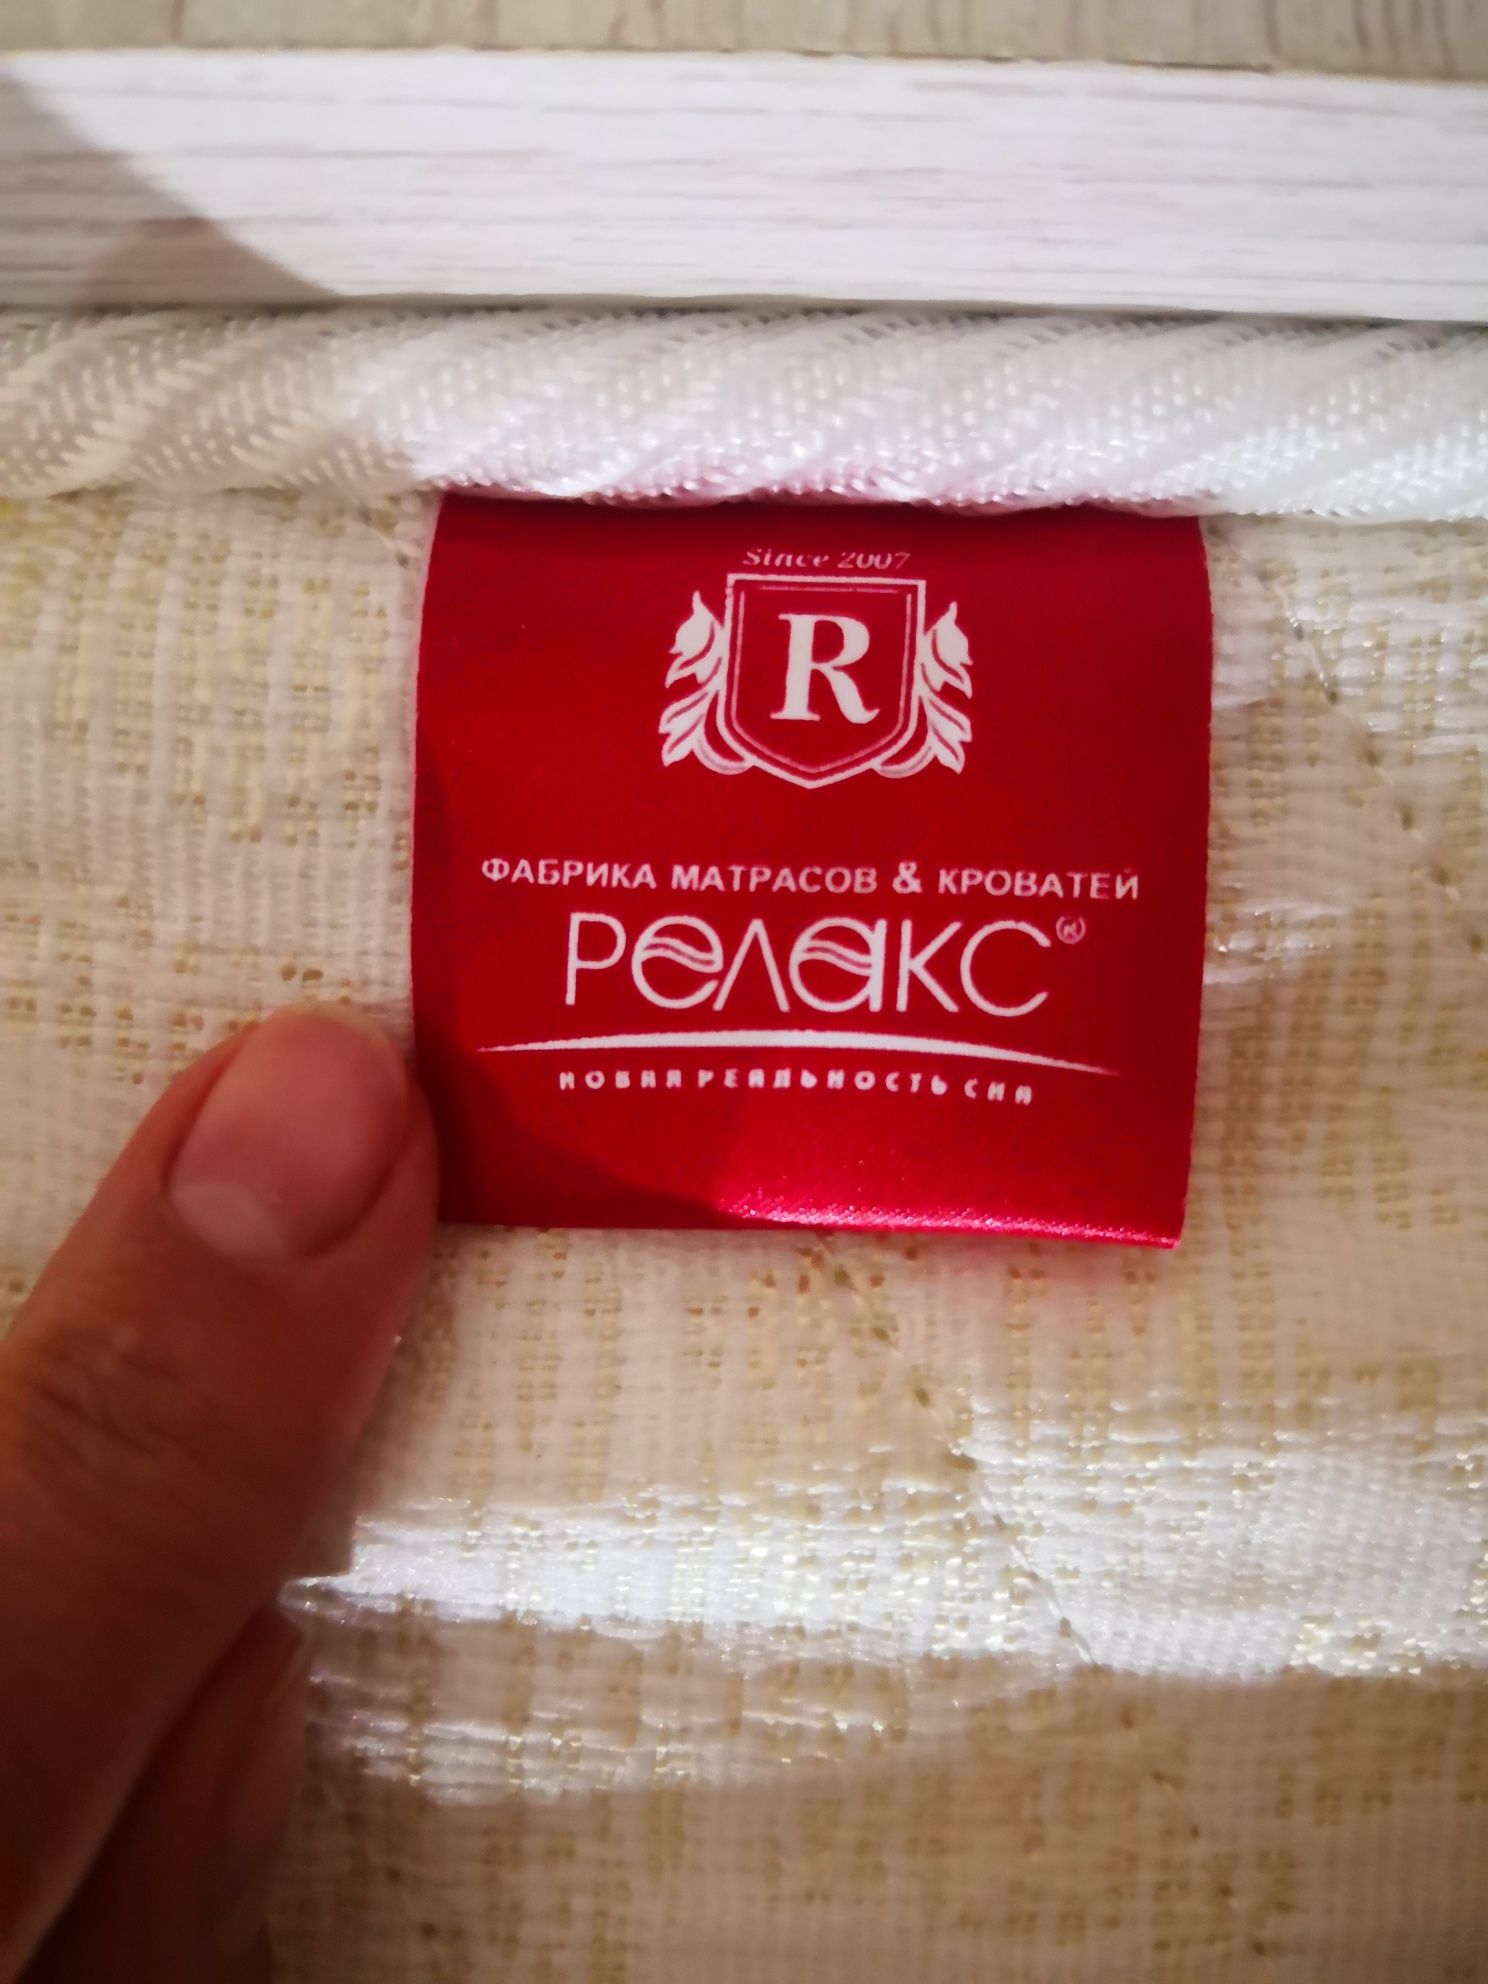 Since 2007
R
ФАБРИКА МАТРАСОВ & КРОВАТЕЙ
РЕЛАКС®
НОВАЯ РЕАЛЬНОСТЬ СНА